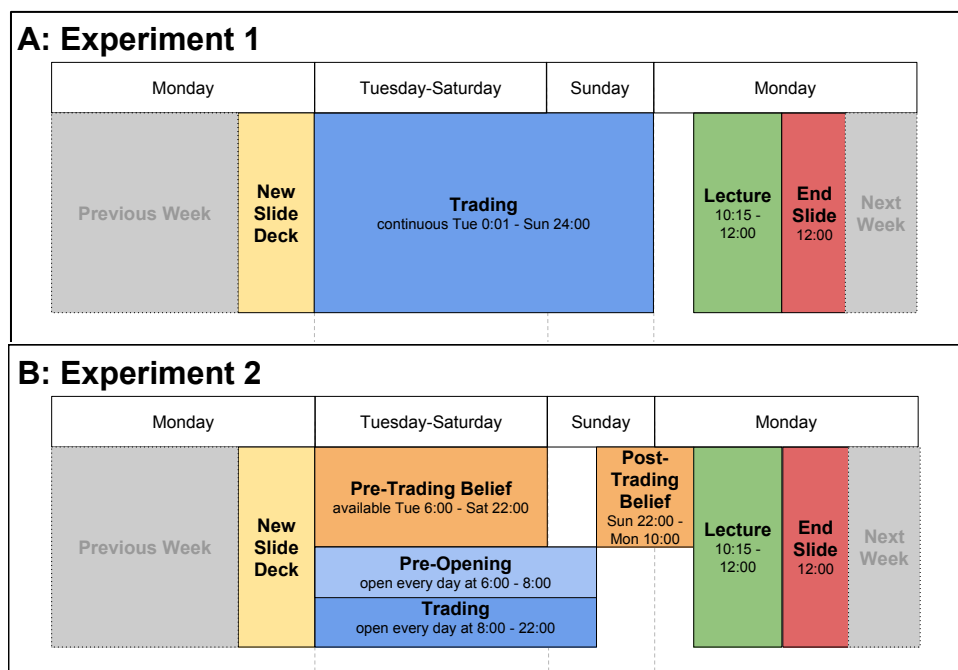 A: Experiment 1
Monday
Tuesday-Saturday
Sunday
Monday
Previous Week
New
Slide
Deck
Trading
continuous Tue 0:01 - Sun 24:00
Lecture
10:15 -
12:00
End
Slide
12:00
Next
Week
B: Experiment 2
Monday
Tuesday-Saturday
Sunday
Monday
Previous Week
New
Slide
Deck
Pre-Trading Belief
available Tue 6:00 - Sat 22:00
Pre-Opening
open every day at 6:00 - 8:00
Trading
open every day at 8:00 - 22:00
Post-
Trading
Belief
Sun 22:00 -
Mon 10:00
Lecture
10:15 -
12:00
End
Slide
12:00
Next
Week